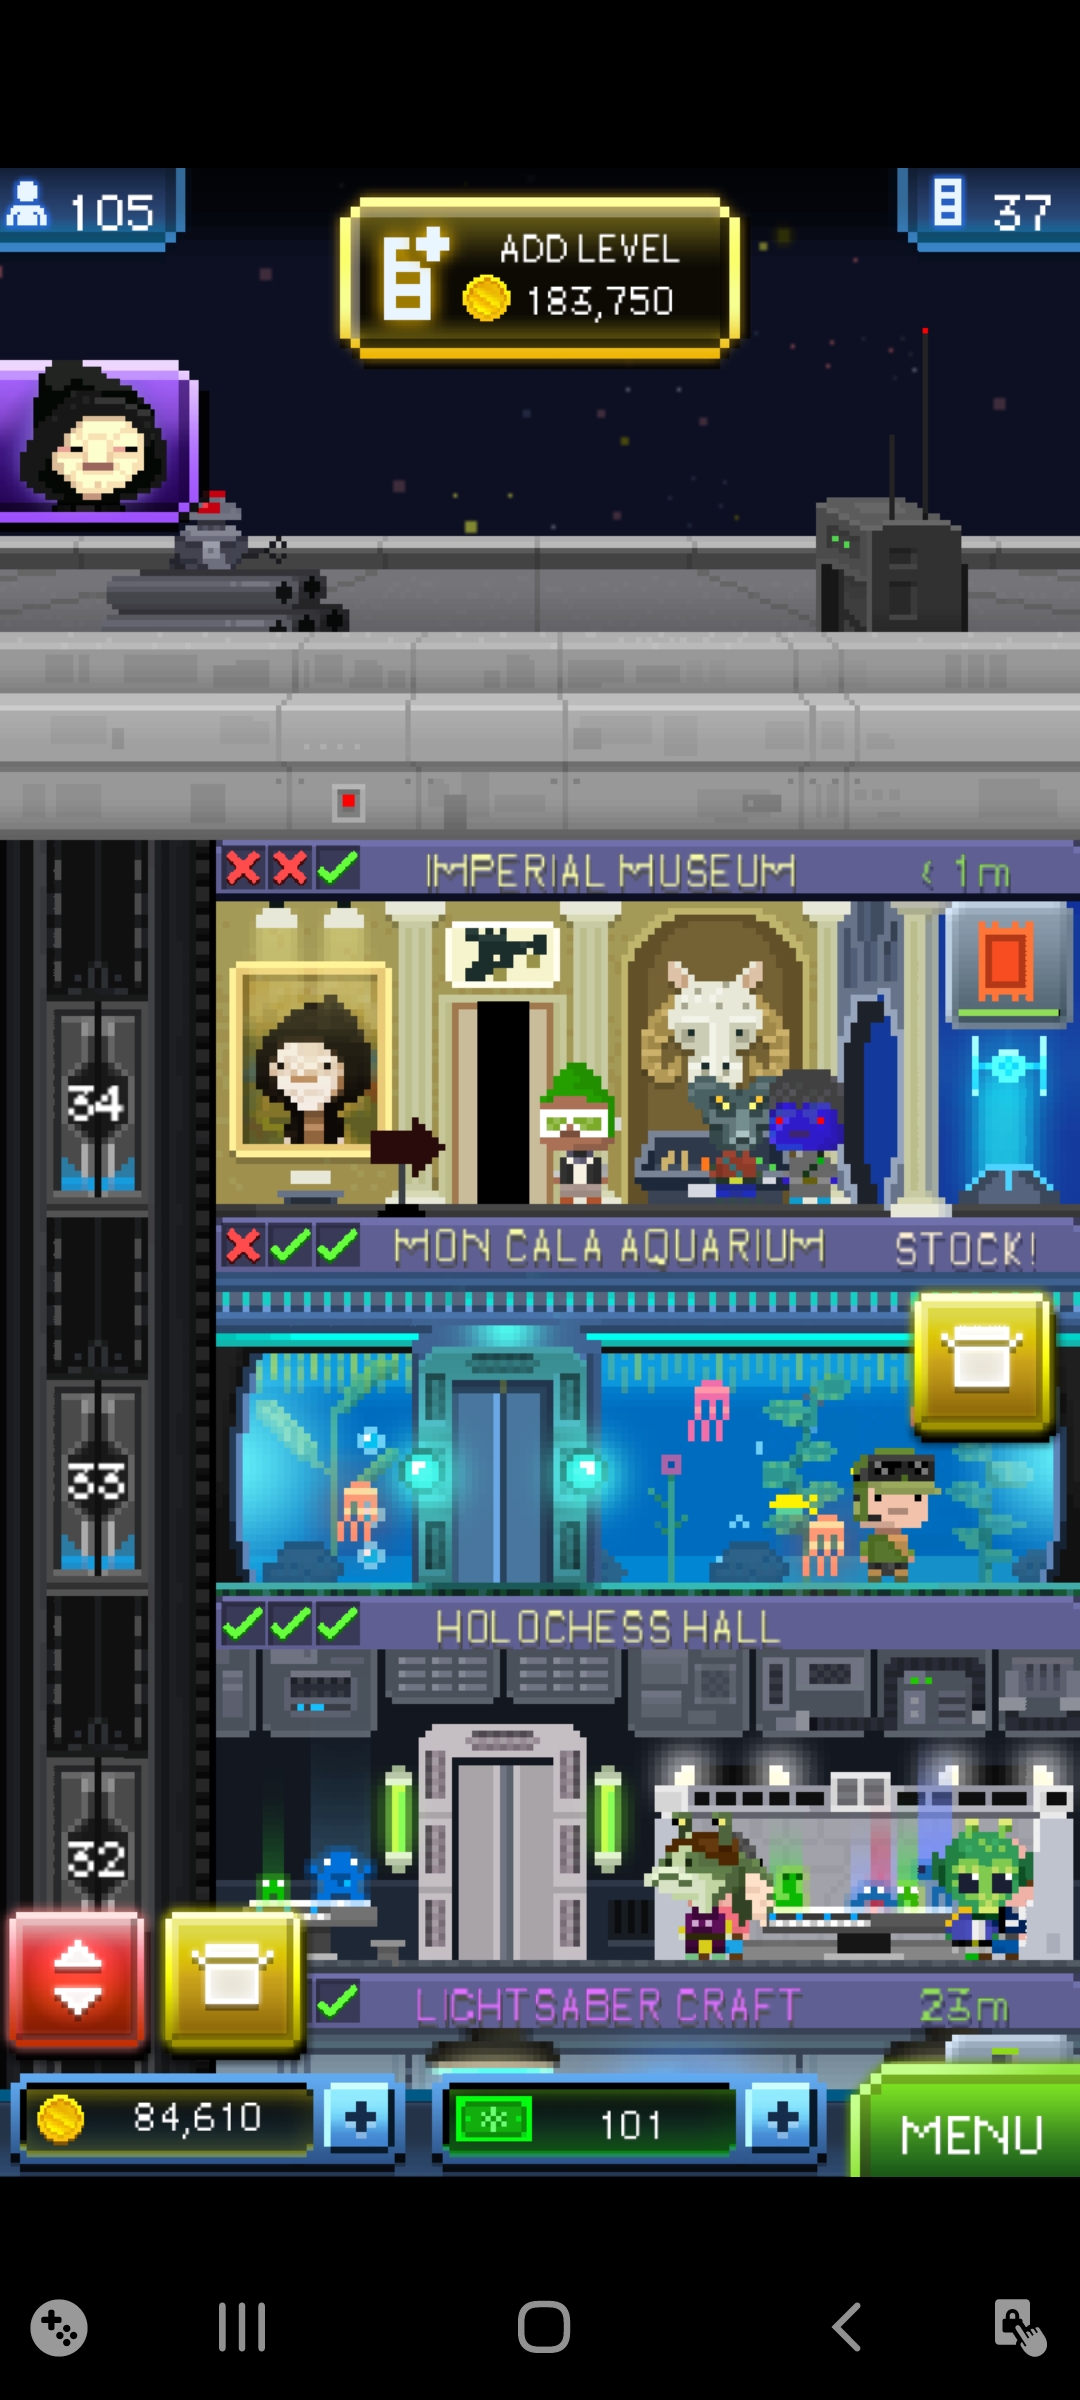 105
ADD LEVEL
183,750
37
IMPERIAL MUSEUM
< 1m
34
MON CALA AQUARIUM
STOCK!
33
HOLOCHESS HALL
32
LIGHTSABER CRAFT
23m
84,610
101
MENU